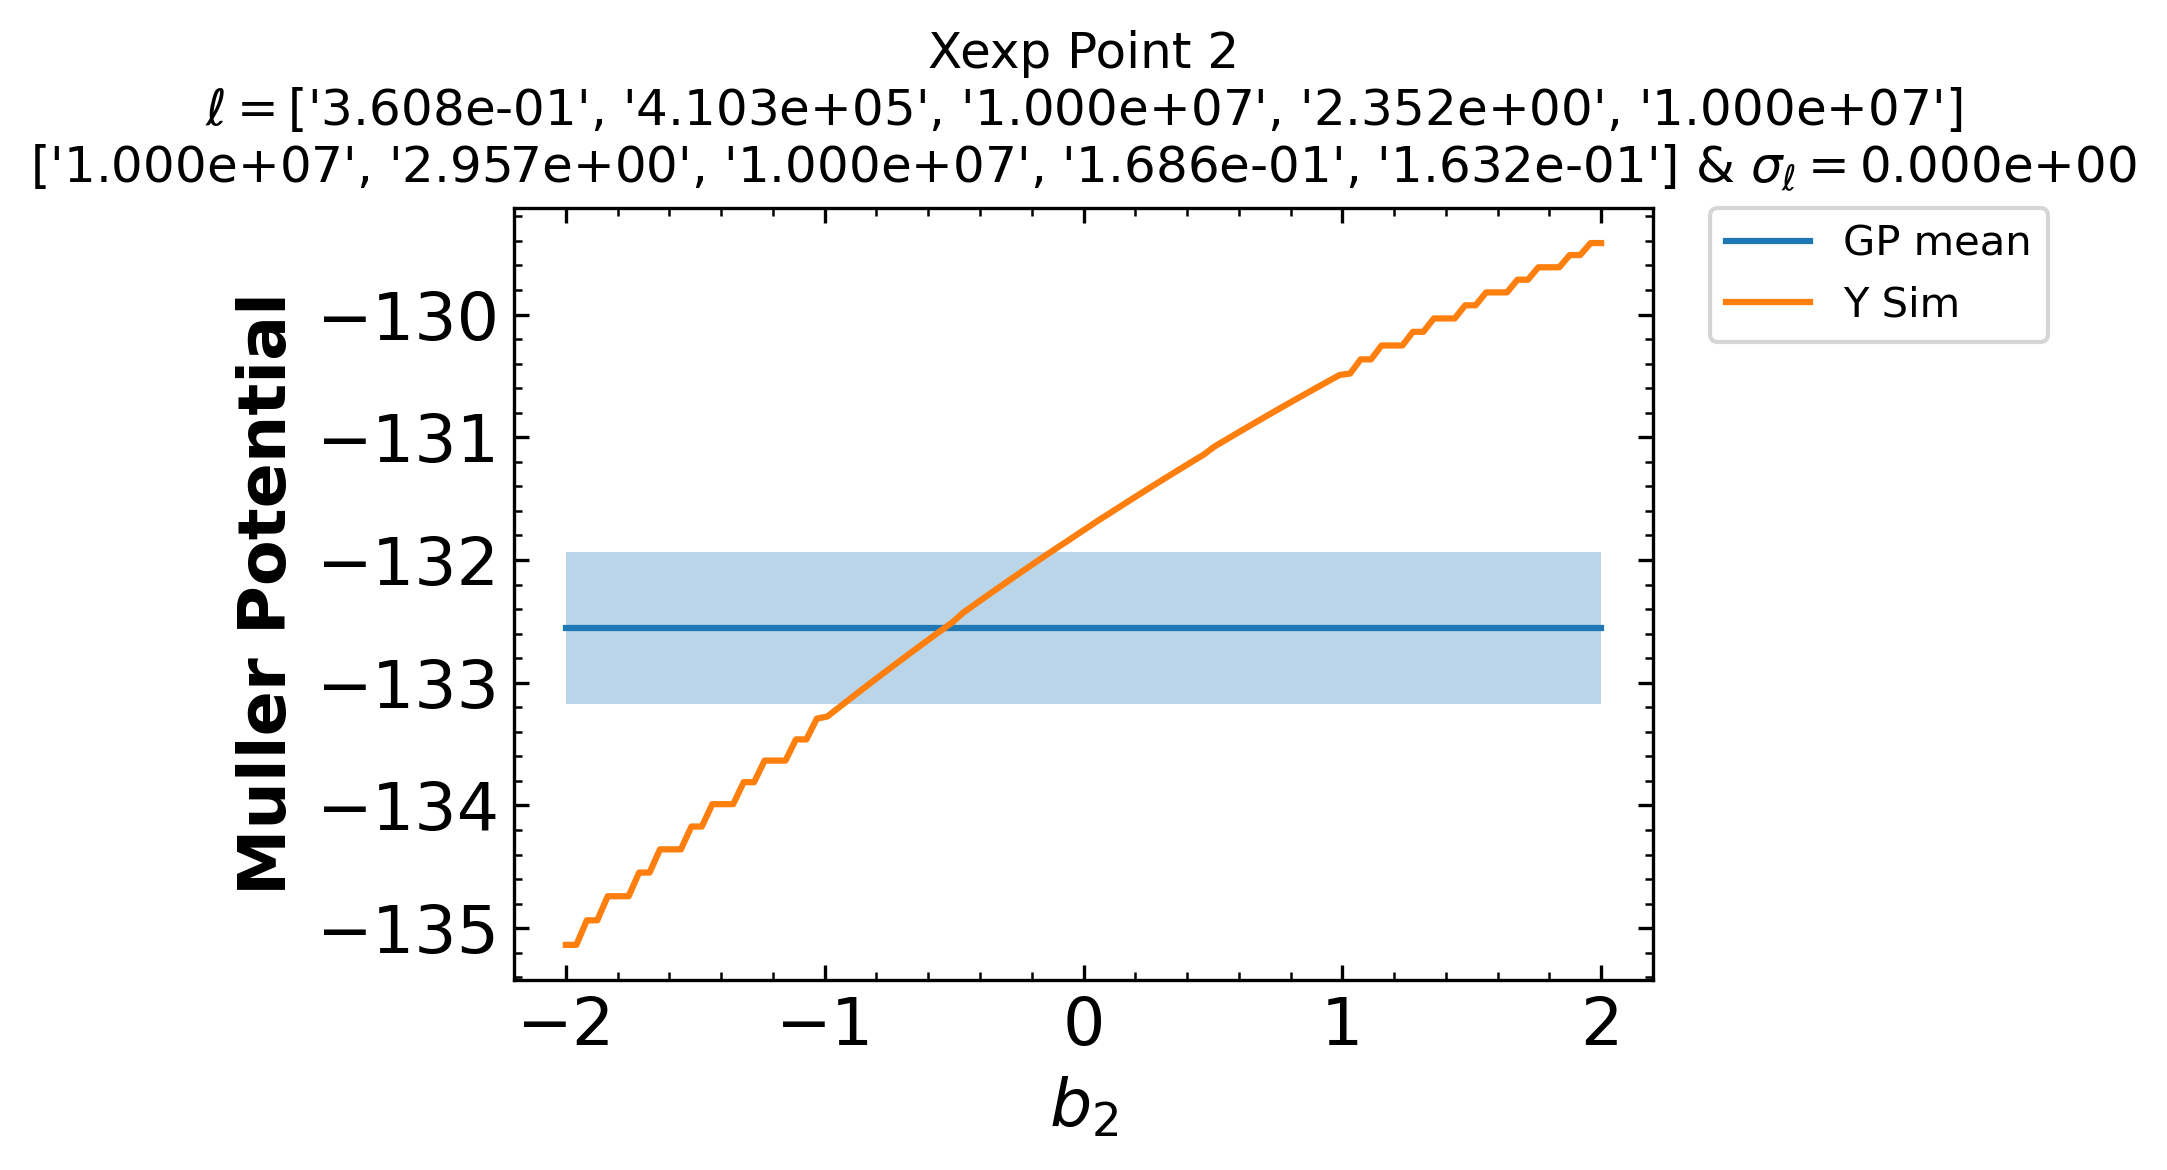 Xexp Point 2
ℓ = ['3.608e-01', '4.103e+05', '1.000e+07', '2.352e+00', '1.000e+07']
['1.000e+07', '2.957e+00', '1.000e+07', '1.686e-01', '1.632e-01'] & σℓ = 0.000e+00
GP mean
Y Sim
Muller Potential
−130
−131
−132
−133
−134
−135
−2 −1 0 1 2
b₂